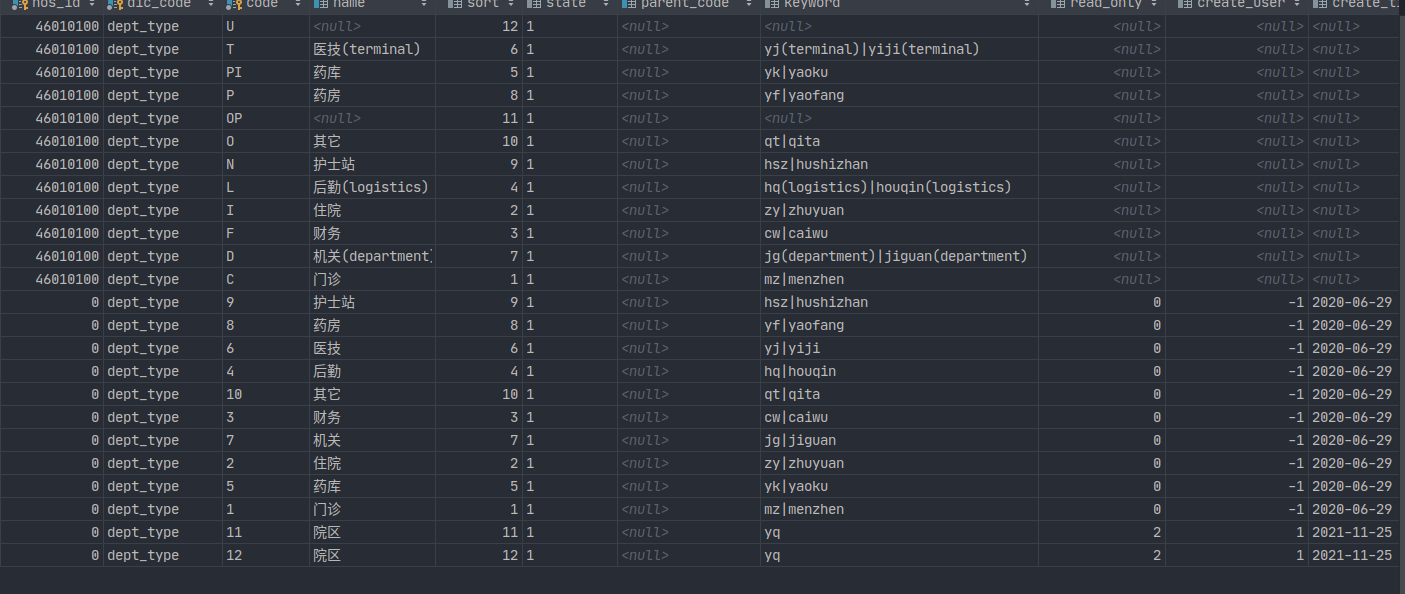 hos_id dic_code code name sort state parent_code keyword read_only create_user
46010100 dept_type U <null> 12 1 <null> <null> <null> <null> <null>
46010100 dept_type T 医技(terminal) 6 1 <null> yj(terminal)|yiji(terminal) <null> <null> <null>
46010100 dept_type PI 药库 5 1 <null> yk|yaoku <null> <null> <null>
46010100 dept_type P 药房 8 1 <null> yf|yaofang <null> <null> <null>
46010100 dept_type OP <null> 11 1 <null> <null> <null> <null> <null>
46010100 dept_type O 其它 10 1 <null> qt|qita <null> <null> <null>
46010100 dept_type N 护士站 9 1 <null> hsz|hushizhan <null> <null> <null>
46010100 dept_type L 后勤(logistics) 4 1 <null> hq(logistics)|houqin(logistics) <null> <null> <null>
46010100 dept_type I 住院 2 1 <null> zy|zhuyuan <null> <null> <null>
46010100 dept_type F 财务 3 1 <null> cw|caiwu <null> <null> <null>
46010100 dept_type D 机关(department) 7 1 <null> jg(department)|jiguan(department) <null> <null> <null>
46010100 dept_type C 门诊 1 1 <null> mz|menzhen <null> <null> <null>
0 dept_type 9 护士站 9 1 <null> hsz|hushizhan 0 -1 2020-06-29
0 dept_type 8 药房 8 1 <null> yf|yaofang 0 -1 2020-06-29
0 dept_type 6 医技 6 1 <null> yj|yiji 0 -1 2020-06-29
0 dept_type 4 后勤 4 1 <null> hq|houqin 0 -1 2020-06-29
0 dept_type 10 其它 10 1 <null> qt|qita 0 -1 2020-06-29
0 dept_type 3 财务 3 1 <null> cw|caiwu 0 -1 2020-06-29
0 dept_type 7 机关 7 1 <null> jg|jiguan 0 -1 2020-06-29
0 dept_type 2 住院 2 1 <null> zy|zhuyuan 0 -1 2020-06-29
0 dept_type 5 药库 5 1 <null> yk|yaoku 0 -1 2020-06-29
0 dept_type 1 门诊 1 1 <null> mz|menzhen 0 -1 2020-06-29
0 dept_type 11 院区 11 1 <null> yq 2 1 2021-11-25
0 dept_type 12 院区 12 1 <null> yq 2 1 2021-11-25